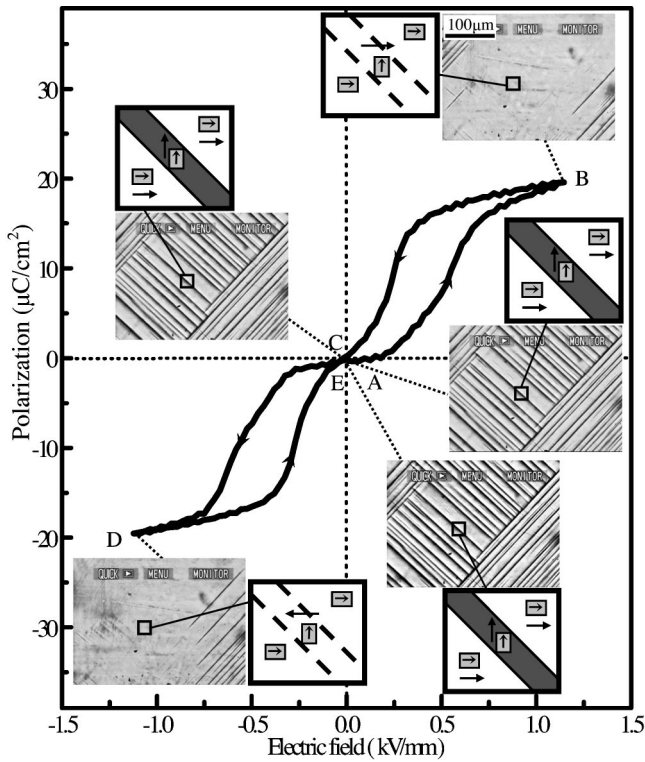 100μm
MENU MONITOR
B
30
20
10
0
-10
-20
-30
Polarization (μC/cm²)
QUICK MENU MONITOR
C
E A
QUICK MENU MONITOR
QUICK MENU MONITOR
D
QUICK MENU MONITOR
-1.5 -1.0 -0.5 0.0 0.5 1.0 1.5
Electric field ( kV/mm)